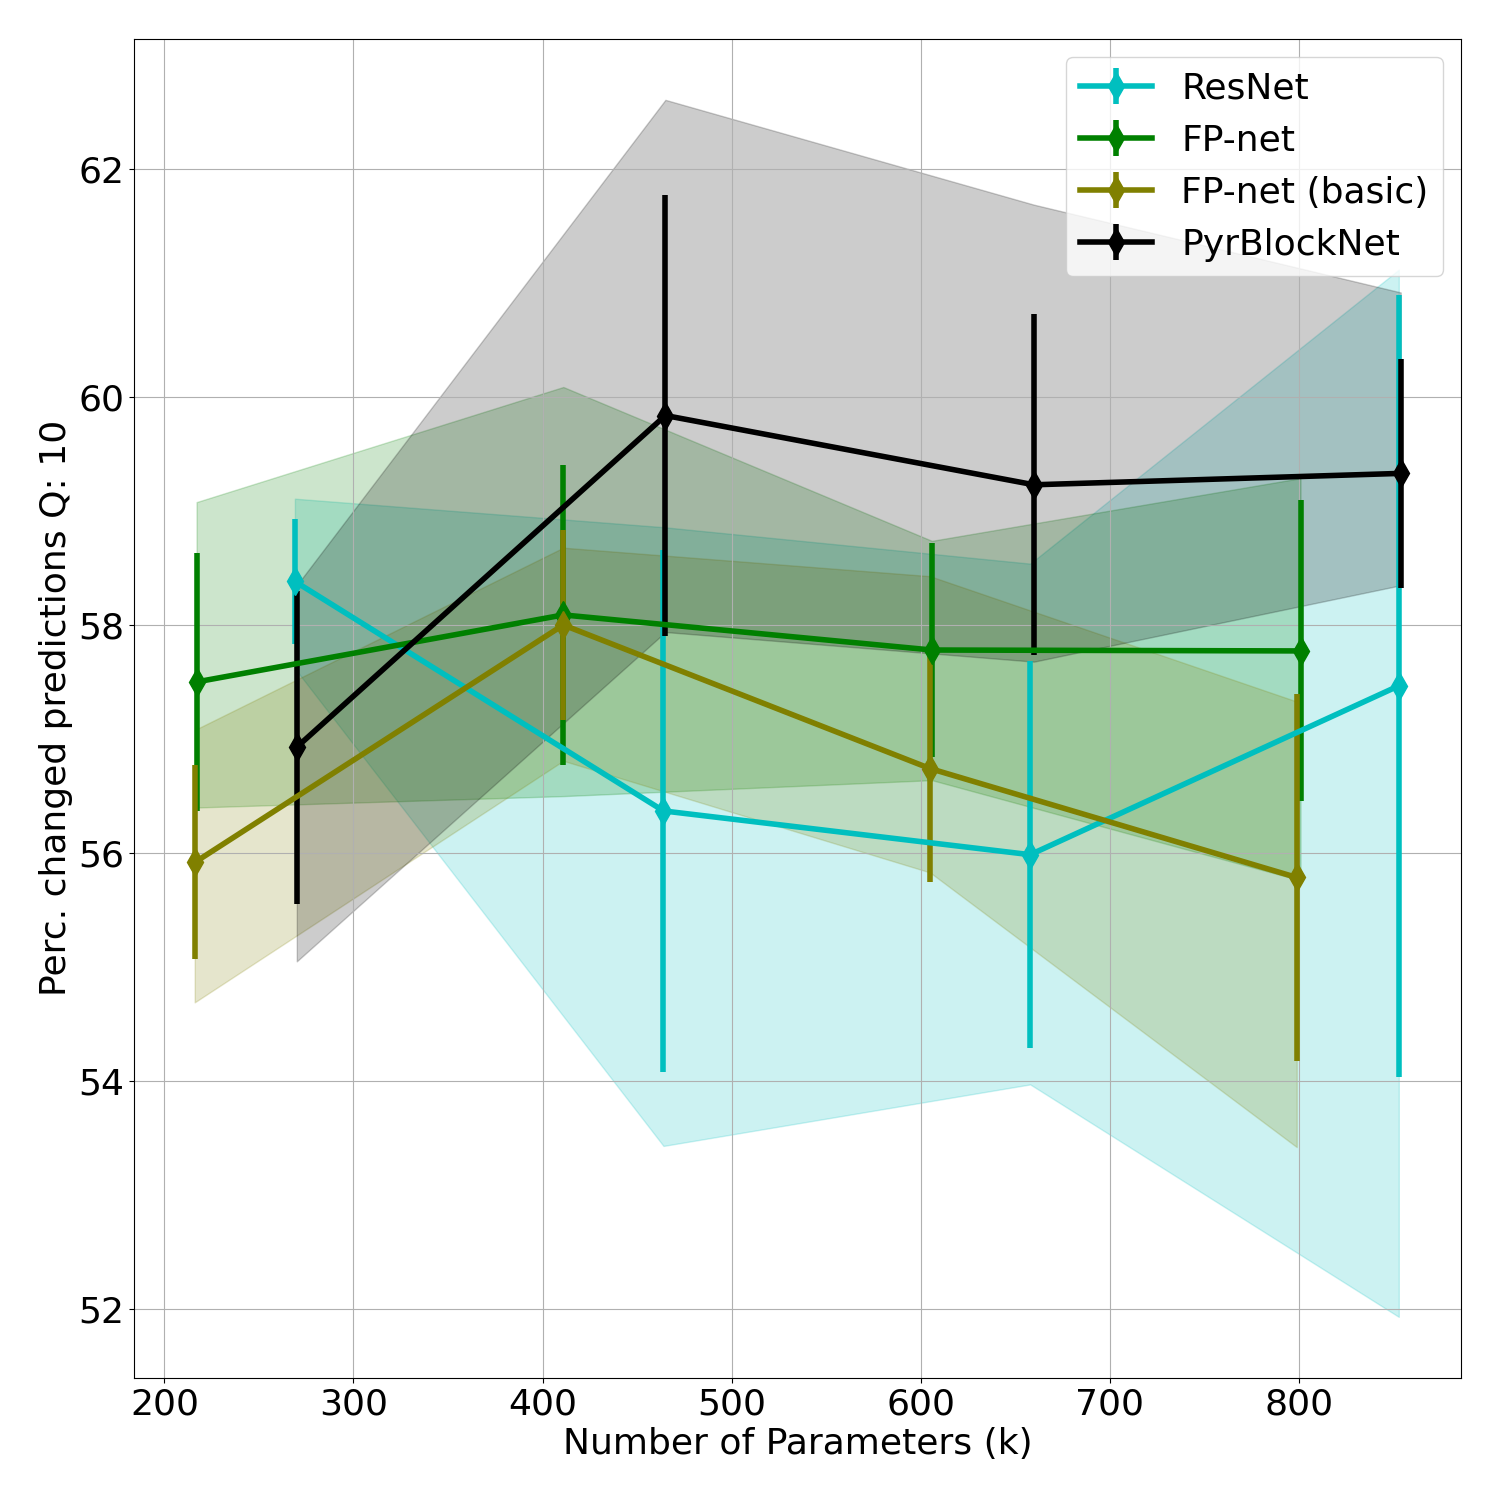 ResNet
FP-net
FP-net (basic)
PyrBlockNet
Perc. changed predictions Q: 10
62
60
58
56
54
52
200 300 400 500 600 700 800
Number of Parameters (k)